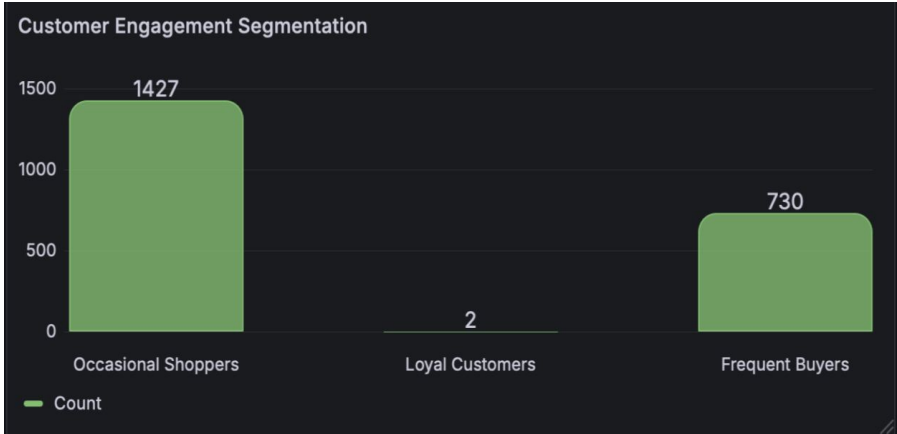 Customer Engagement Segmentation
1500
1427
1000
730
500
2
0
Occasional Shoppers Loyal Customers Frequent Buyers
Count